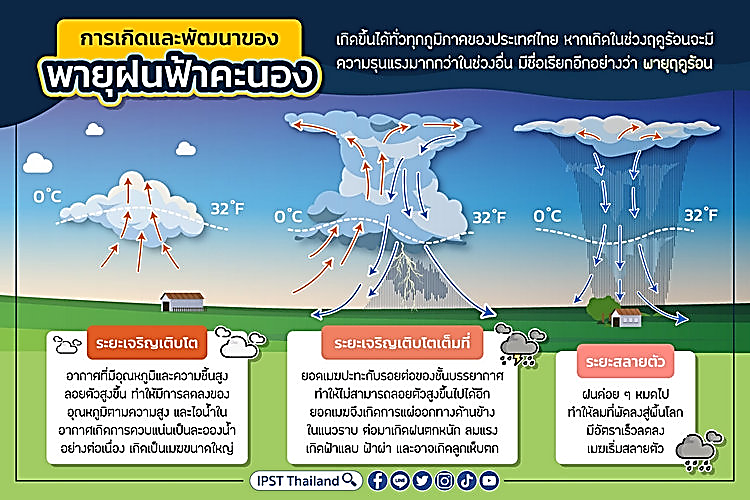 การเกิดและพัฒนาของ
พายุฝนฟ้าคะนอง
เกิดขึ้นได้ทั่วทุกภูมิภาคของประเทศไทย หากเกิดในช่วงฤดูร้อนจะมี
ความรุนแรงมากกว่าในช่วงอื่น มีชื่อเรียกอีกอย่างว่า พายุฤดูร้อน
0°C
32°F
0°C
32°F
0°C
32°F
ระยะเจริญเติบโต
อากาศที่มีอุณหภูมิและความชื้นสูง
ลอยตัวสูงขึ้น ทำให้มีการลดลงของ
อุณหภูมิตามความสูง และไอน้ำใน
อากาศเกิดการควบแน่นเป็นละอองน้ำ
อย่างต่อเนื่อง เกิดเป็นเมฆขนาดใหญ่
ระยะเจริญเติบโตเต็มที่
ยอดเมฆปะทะกับรอยต่อของชั้นบรรยากาศ
ทำให้ไม่สามารถลอยตัวสูงขึ้นไปได้อีก
ยอดเมฆจึงเกิดการแผ่ออกทางด้านข้าง
ในแนวราบ ต่อมาเกิดฝนตกหนัก ลมแรง
เกิดฟ้าแลบ ฟ้าผ่า และอาจเกิดลูกเห็บตก
ระยะสลายตัว
ฝนค่อย ๆ หมดไป
ทำให้ลมที่พัดลงสู่พื้นโลก
มีอัตราเร็วลดลง
เมฆเริ่มสลายตัว
IPST Thailand